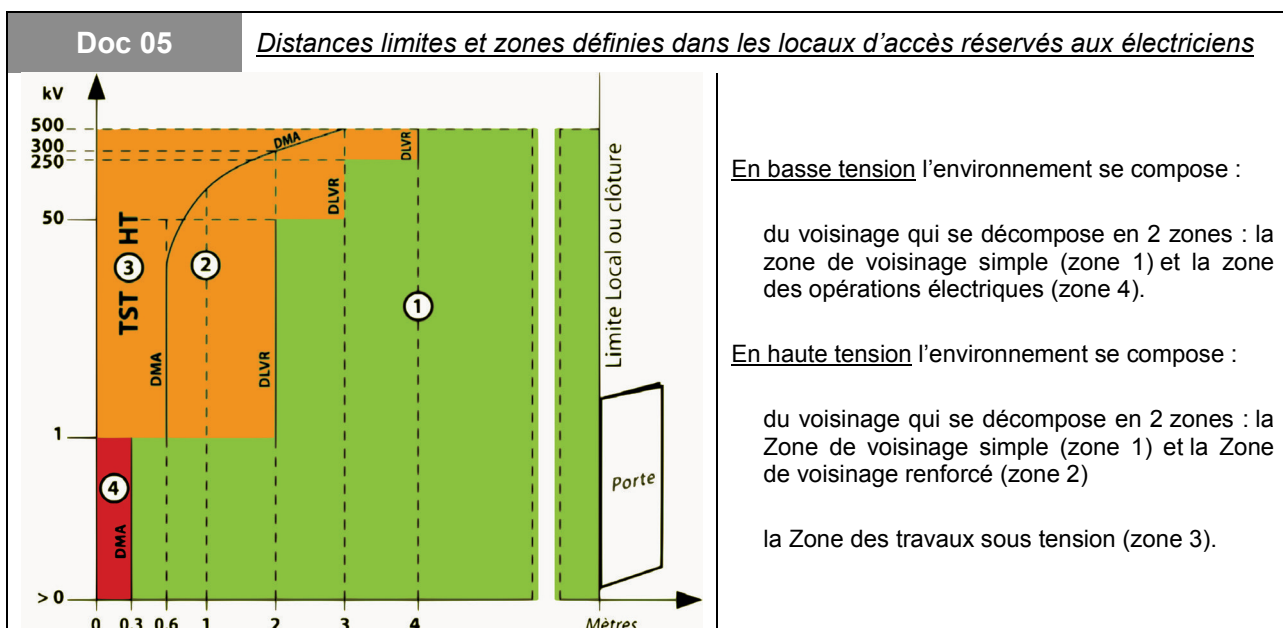 Doc 05
Distances limites et zones définies dans les locaux d’accès réservés aux électriciens
kV
500
300
250
50
1
> 0
DMA
DLVR
DLVR
TST HT
3
2
1
DMA
DLVR
4
DMA
Limite Local ou clôture
Porte
0 0.3 0.6 1 2 3 4 Mètres
En basse tension l’environnement se compose :
du voisinage qui se décompose en 2 zones : la
zone de voisinage simple (zone 1) et la zone
des opérations électriques (zone 4).
En haute tension l’environnement se compose :
du voisinage qui se décompose en 2 zones : la
Zone de voisinage simple (zone 1) et la Zone
de voisinage renforcé (zone 2)
la Zone des travaux sous tension (zone 3).